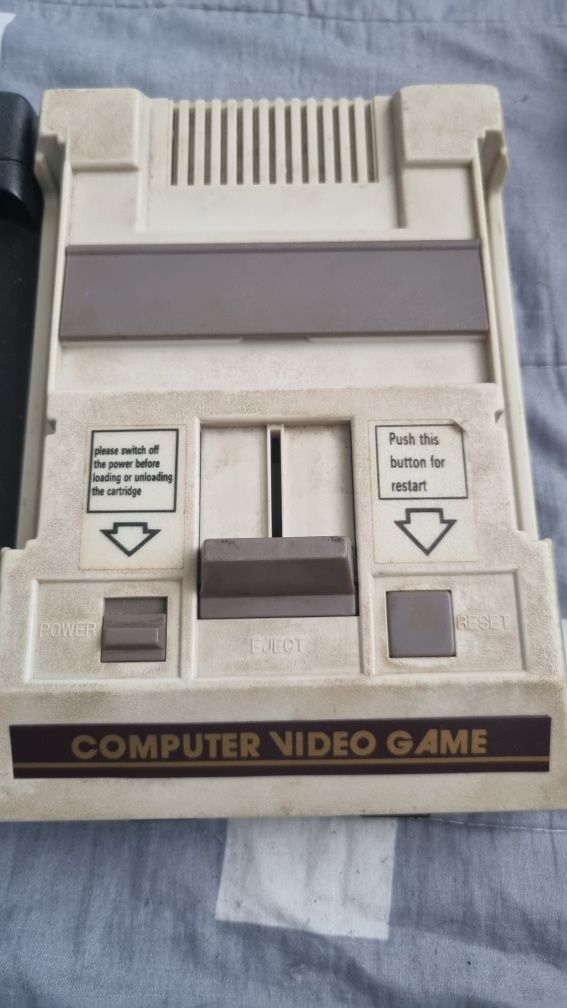 please switch off
the power before
loading or unloading
the cartridge
Push this
button for
restart
POWER
EJECT
RESET
COMPUTER VIDEO GAME